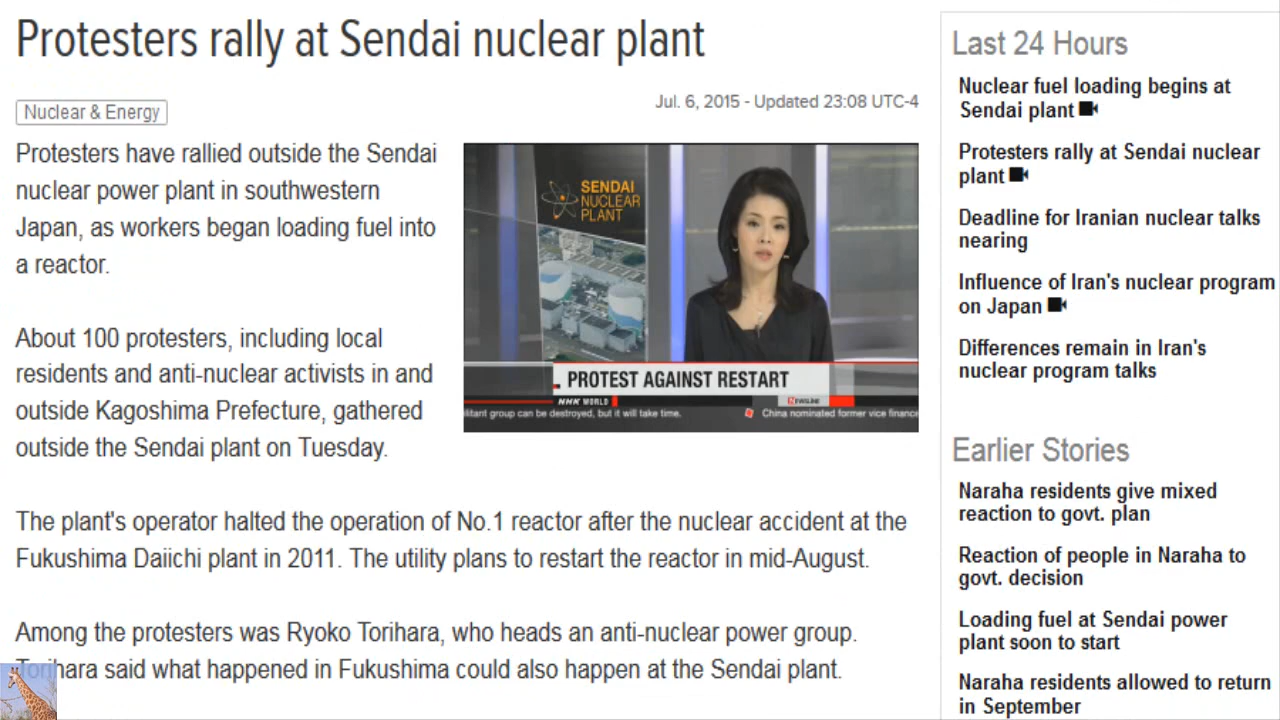 Protesters rally at Sendai nuclear plant
Nuclear & Energy
Jul. 6, 2015 - Updated 23:08 UTC-4
Protesters have rallied outside the Sendai
nuclear power plant in southwestern
Japan, as workers began loading fuel into
a reactor.
About 100 protesters, including local
residents and anti-nuclear activists in and
outside Kagoshima Prefecture, gathered
outside the Sendai plant on Tuesday.
SENDAI
NUCLEAR
PLANT
PROTEST AGAINST RESTART
NHK WORLD
NEWSLINE
litant group can be destroyed, but it will take time.
China nominated former vice finance
The plant's operator halted the operation of No.1 reactor after the nuclear accident at the
Fukushima Daiichi plant in 2011. The utility plans to restart the reactor in mid-August.
Among the protesters was Ryoko Torihara, who heads an anti-nuclear power group.
Torihara said what happened in Fukushima could also happen at the Sendai plant.
Last 24 Hours
Nuclear fuel loading begins at
Sendai plant
Protesters rally at Sendai nuclear
plant
Deadline for Iranian nuclear talks
nearing
Influence of Iran's nuclear program
on Japan
Differences remain in Iran's
nuclear program talks
Earlier Stories
Naraha residents give mixed
reaction to govt. plan
Reaction of people in Naraha to
govt. decision
Loading fuel at Sendai power
plant soon to start
Naraha residents allowed to return
in September